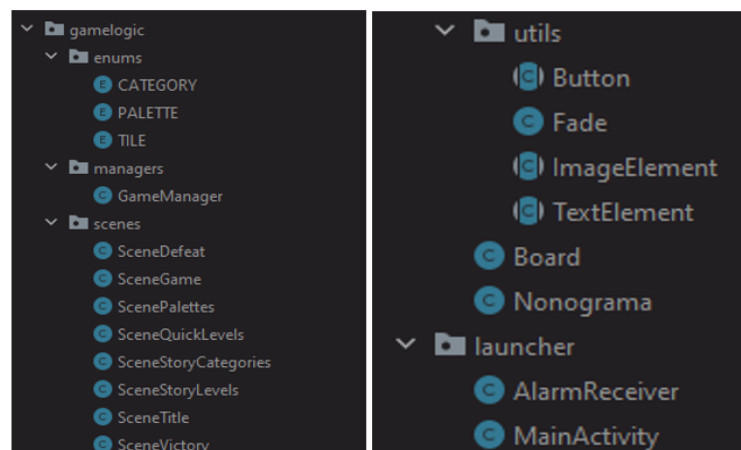 gamelogic
enums
CATEGORY
PALETTE
TILE
managers
GameManager
scenes
SceneDefeat
SceneGame
ScenePalettes
SceneQuickLevels
SceneStoryCategories
SceneStoryLevels
SceneTitle
SceneVictory
utils
Button
Fade
ImageElement
TextElement
Board
Nonograma
launcher
AlarmReceiver
MainActivity